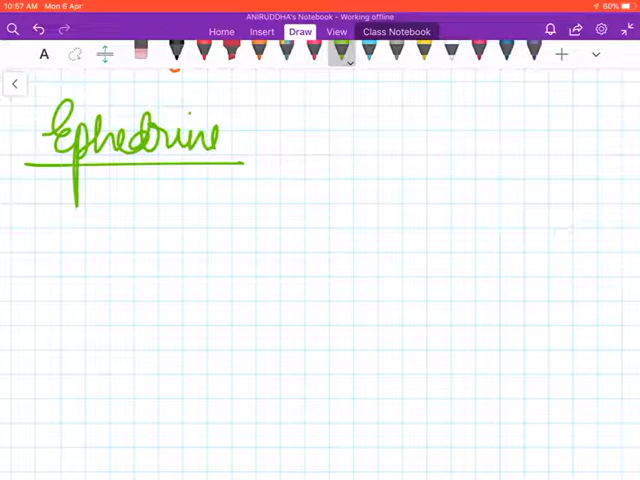 10:57 AM Mon 6 Apr 60%
ANIRUDDHA's Notebook - Working offline
Home Insert Draw View Class Notebook
A
Ephedrine